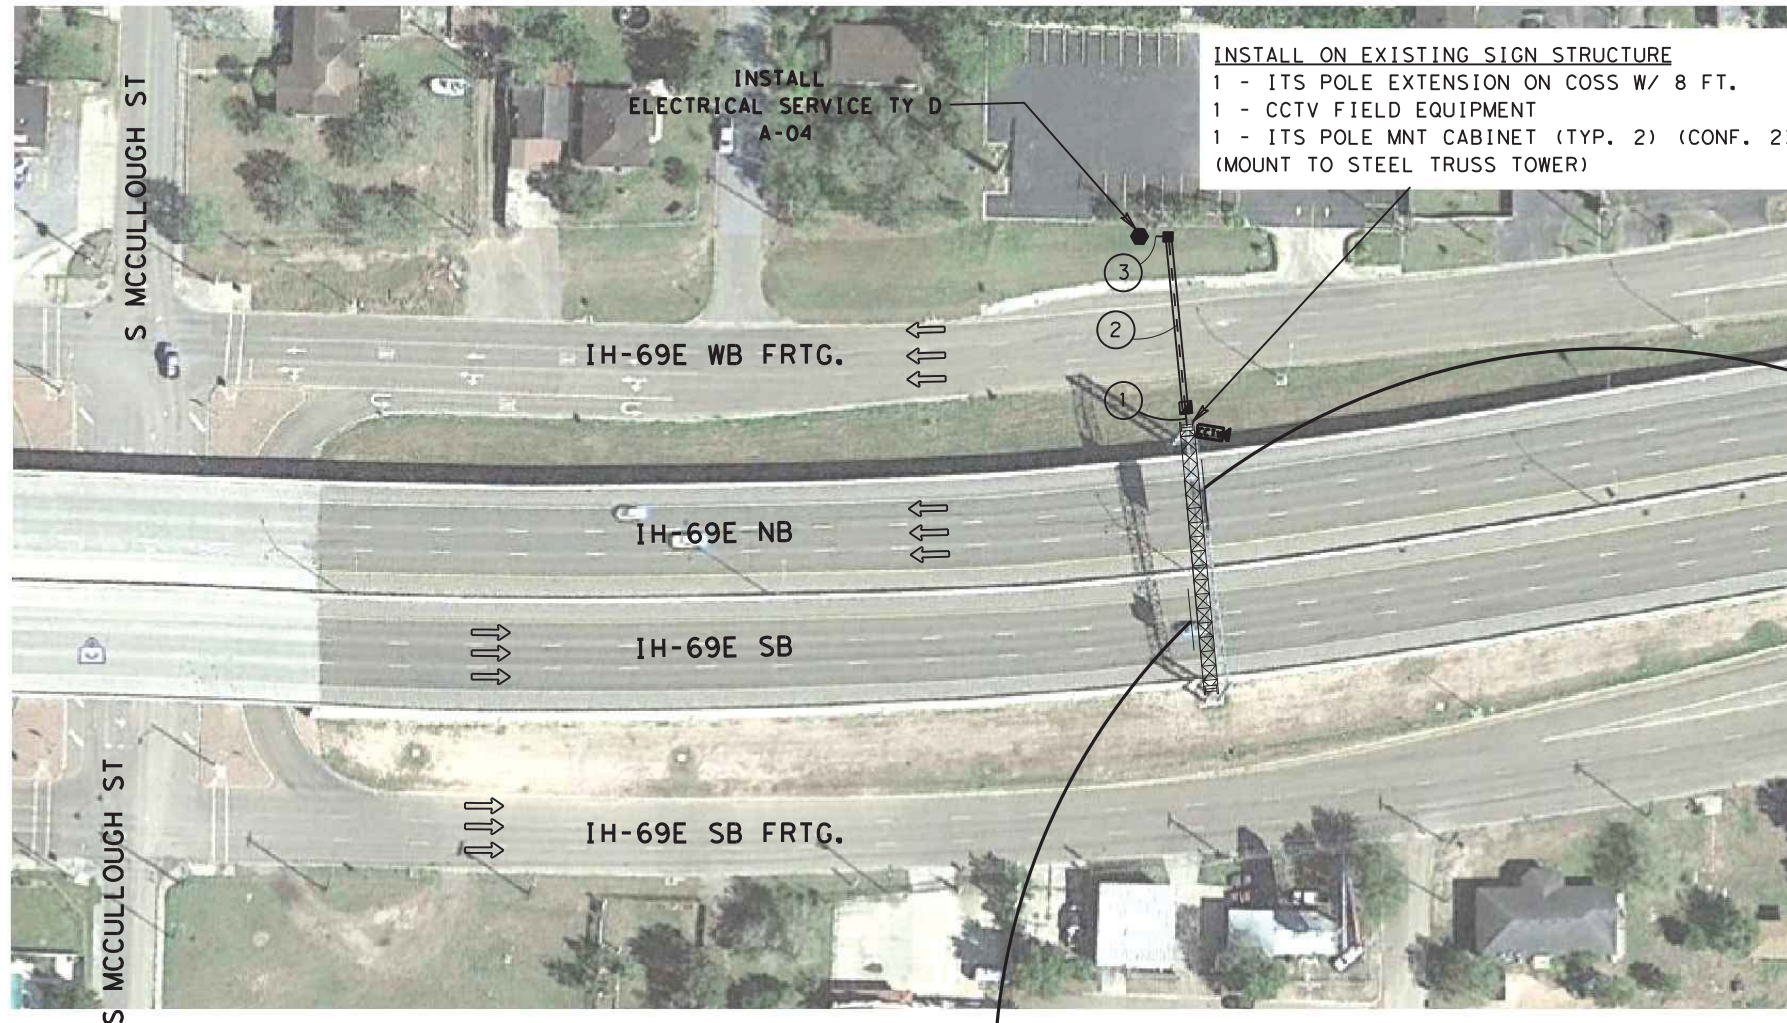 INSTALL ON EXISTING SIGN STRUCTURE
1 - ITS POLE EXTENSION ON COSS W/ 8 FT.
1 - CCTV FIELD EQUIPMENT
1 - ITS POLE MNT CABINET (TYP. 2) (CONF. 2)
(MOUNT TO STEEL TRUSS TOWER)
INSTALL
ELECTRICAL SERVICE TY D
A-04
S MCCULLOUGH ST
3
2
IH-69E WB FRTG.
1
CCTV
IH-69E NB
IH-69E SB
S MCCULLOUGH ST
IH-69E SB FRTG.